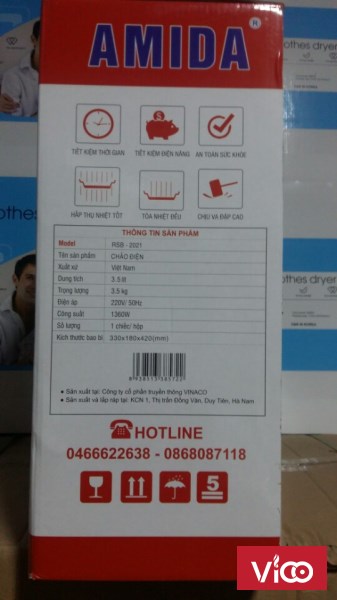 AMIDA ®
othes dryer
TIẾT KIỆM THỜI GIAN
TIẾT KIỆM ĐIỆN NĂNG
AN TOÀN SỨC KHỎE
HẤP THỤ NHIỆT TỐT
TỎA NHIỆT ĐỀU
CHỊU VA ĐẬP CAO
othes dryer
THÔNG TIN SẢN PHẨM
Model RSB - 2021
Tên sản phẩm CHẢO ĐIỆN
Xuất xứ Việt Nam
Dung tích 3.5 lít
Trọng lượng 3.5 kg
Điện áp 220V/ 50Hz
Công suất 1360W
Số lượng 1 chiếc/ hộp
Kích thước bao bì 330x180x420(mm)
• Sản xuất tại: Công ty cổ phần truyền thông VINACO
• Sản xuất và lắp ráp tại: KCN 1, Thị trấn Đồng Văn, Duy Tiên, Hà Nam
HOTLINE
0466622638 - 0868087118
5
Vico